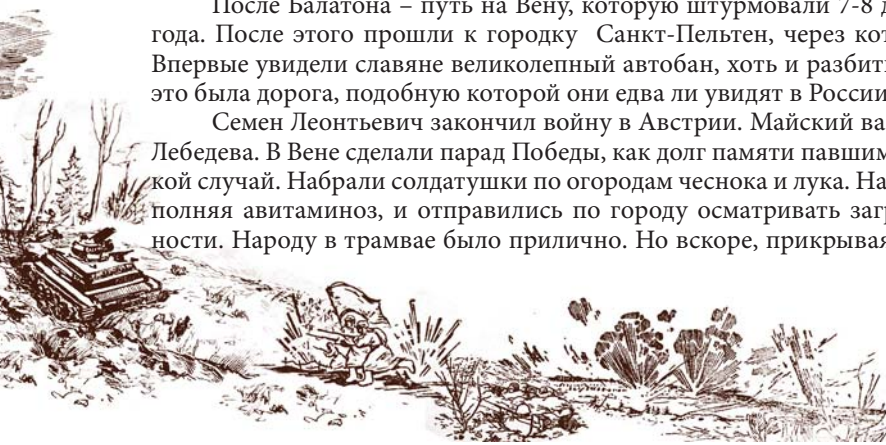 После Балатона – путь на Вену, которую штурмовали 7-8 д
года. После этого прошли к городку Санкт-Пельтен, через кот
Впервые увидели славяне великолепный автобан, хоть и разбит
это была дорога, подобную которой они едва ли увидят в России
Семен Леонтьевич закончил войну в Австрии. Майский ва
Лебедева. В Вене сделали парад Победы, как долг памяти павшим
кой случай. Набрали солдатушки по огородам чеснока и лука. На
полняя авитаминоз, и отправились по городу осматривать загр
ности. Народу в трамвае было прилично. Но вскоре, прикрывая